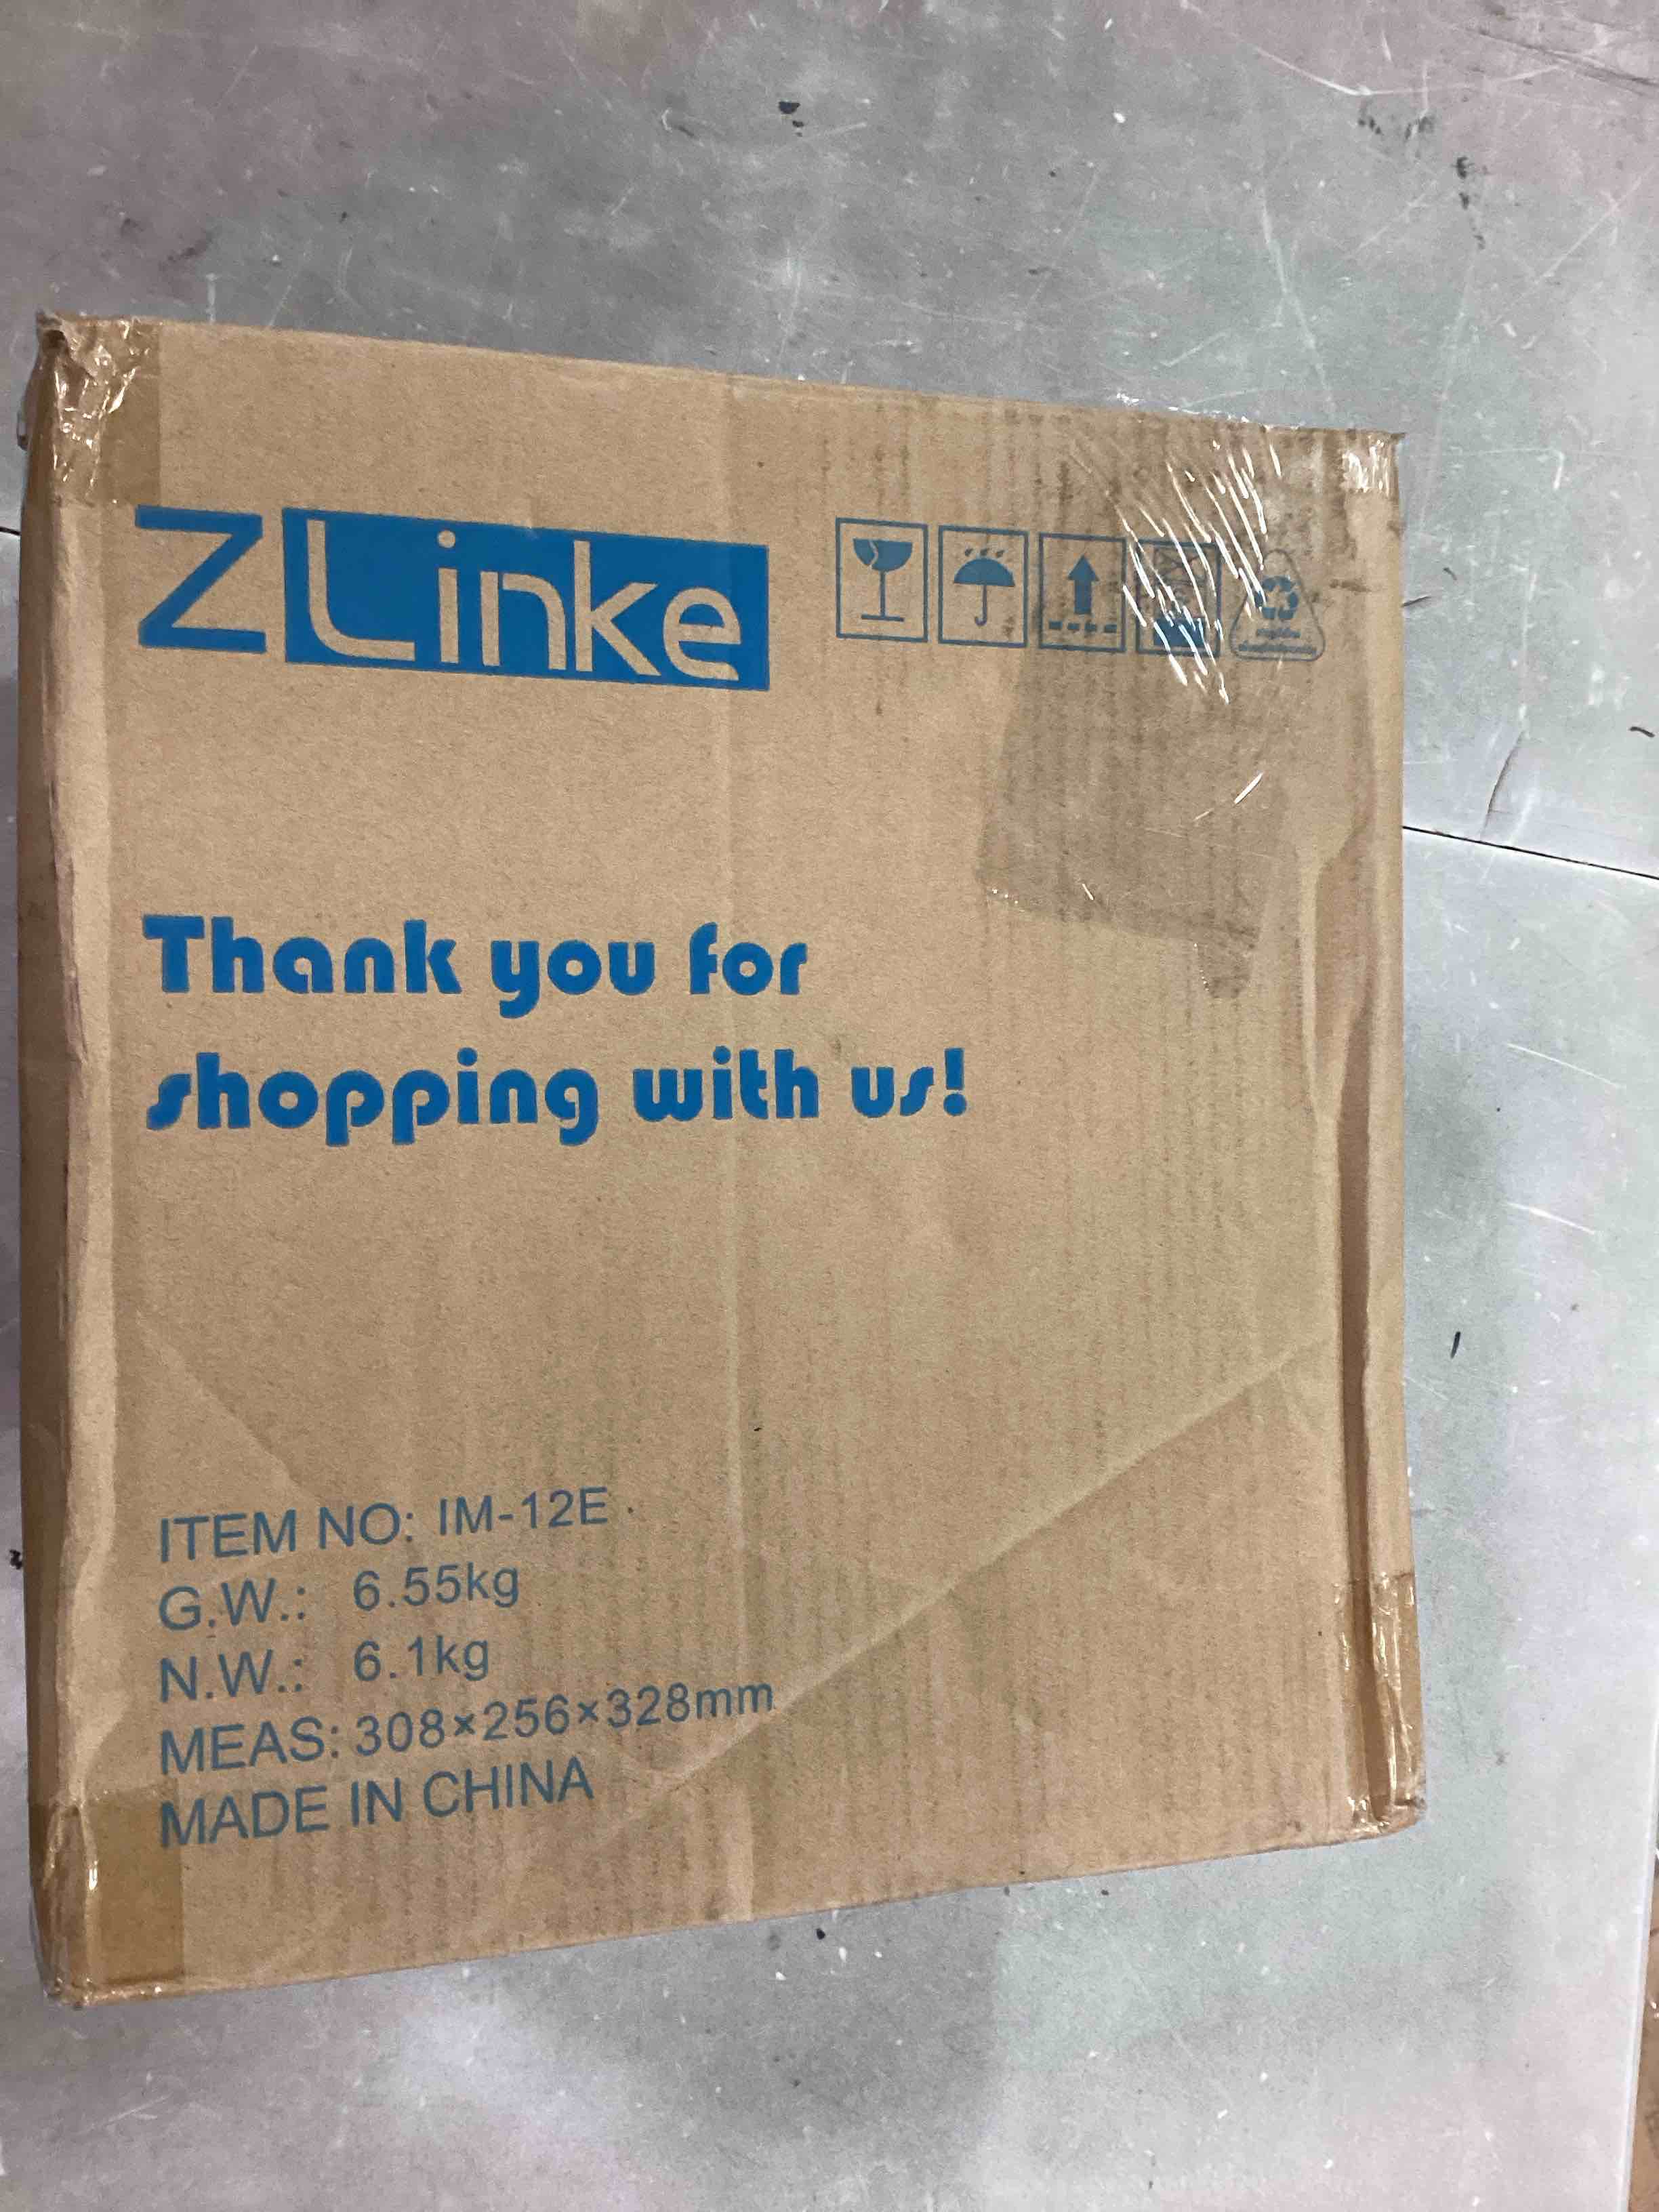 ZLinke
Thank you for
shopping with us!
ITEM NO: IM-12E
G.W.: 6.55kg
N.W.: 6.1kg
MEAS: 308×256×328mm
MADE IN CHINA